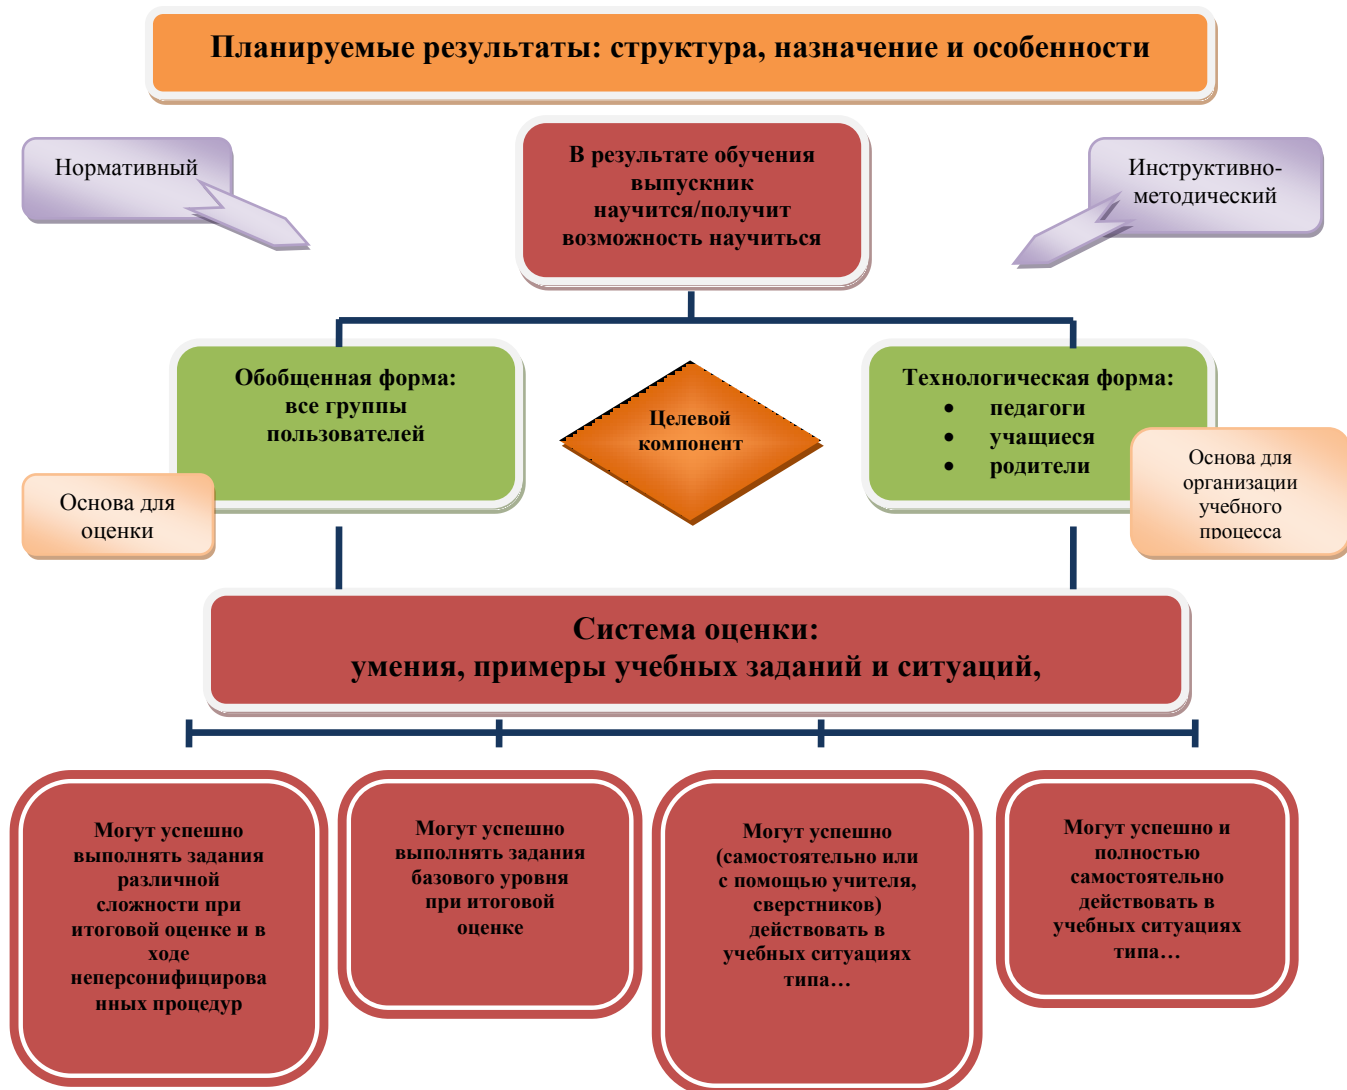 Планируемые результаты: структура, назначение и особенности
Нормативный
В результате обучения
выпускник
научится/получит
возможность научиться
Инструктивно-
методический
Обобщенная форма:
все группы
пользователей
Целевой
компонент
Технологическая форма:
• педагоги
• учащиеся
• родители
Основа для
оценки
Основа для
организации
учебного
процесса
Система оценки:
умения, примеры учебных заданий и ситуаций,
Могут успешно
выполнять задания
различной
сложности при
итоговой оценке и в
ходе
неперсонифицирова
нных процедур
Могут успешно
выполнять задания
базового уровня
при итоговой
оценке
Могут успешно
(самостоятельно или
с помощью учителя,
сверстников)
действовать в
учебных ситуациях
типа…
Могут успешно и
полностью
самостоятельно
действовать в
учебных ситуациях
типа…